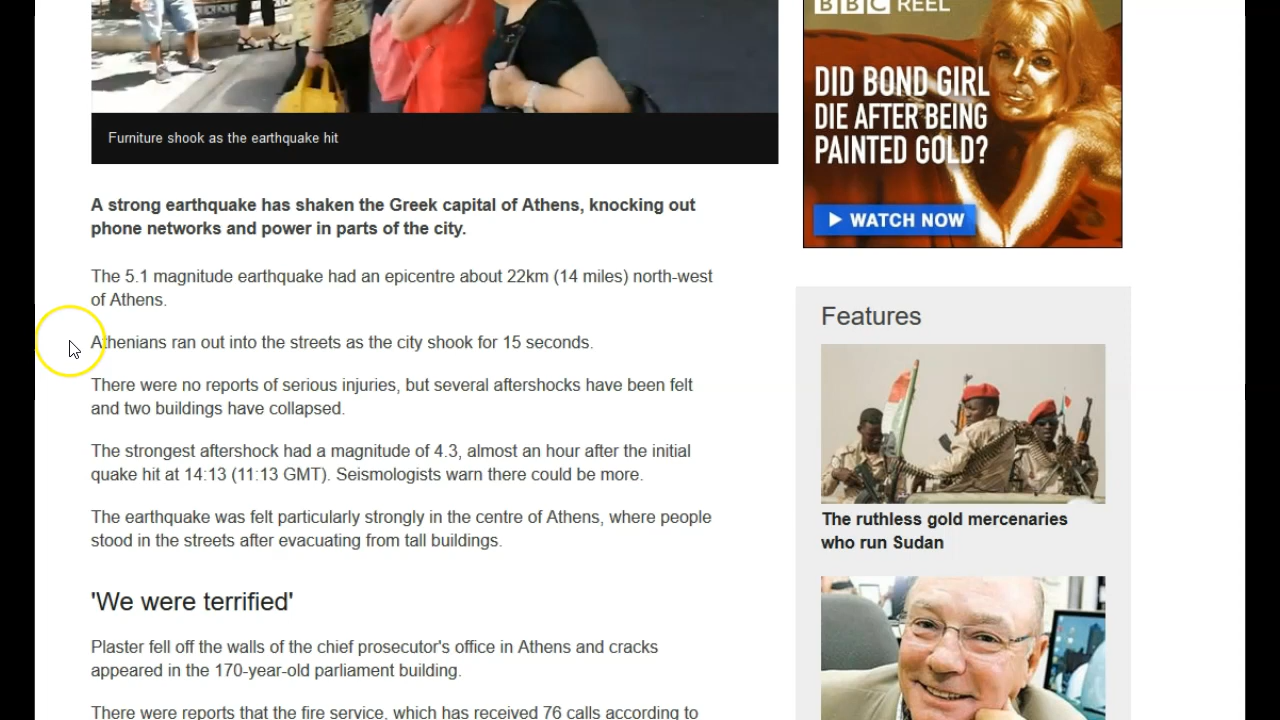 BBC REEL
DID BOND GIRL
DIE AFTER BEING
PAINTED GOLD?
WATCH NOW
Furniture shook as the earthquake hit
A strong earthquake has shaken the Greek capital of Athens, knocking out
phone networks and power in parts of the city.
The 5.1 magnitude earthquake had an epicentre about 22km (14 miles) north-west
of Athens.
Athenians ran out into the streets as the city shook for 15 seconds.
There were no reports of serious injuries, but several aftershocks have been felt
and two buildings have collapsed.
The strongest aftershock had a magnitude of 4.3, almost an hour after the initial
quake hit at 14:13 (11:13 GMT). Seismologists warn there could be more.
The earthquake was felt particularly strongly in the centre of Athens, where people
stood in the streets after evacuating from tall buildings.
'We were terrified'
Plaster fell off the walls of the chief prosecutor's office in Athens and cracks
appeared in the 170-year-old parliament building.
There were reports that the fire service, which has received 76 calls according to
Features
The ruthless gold mercenaries
who run Sudan